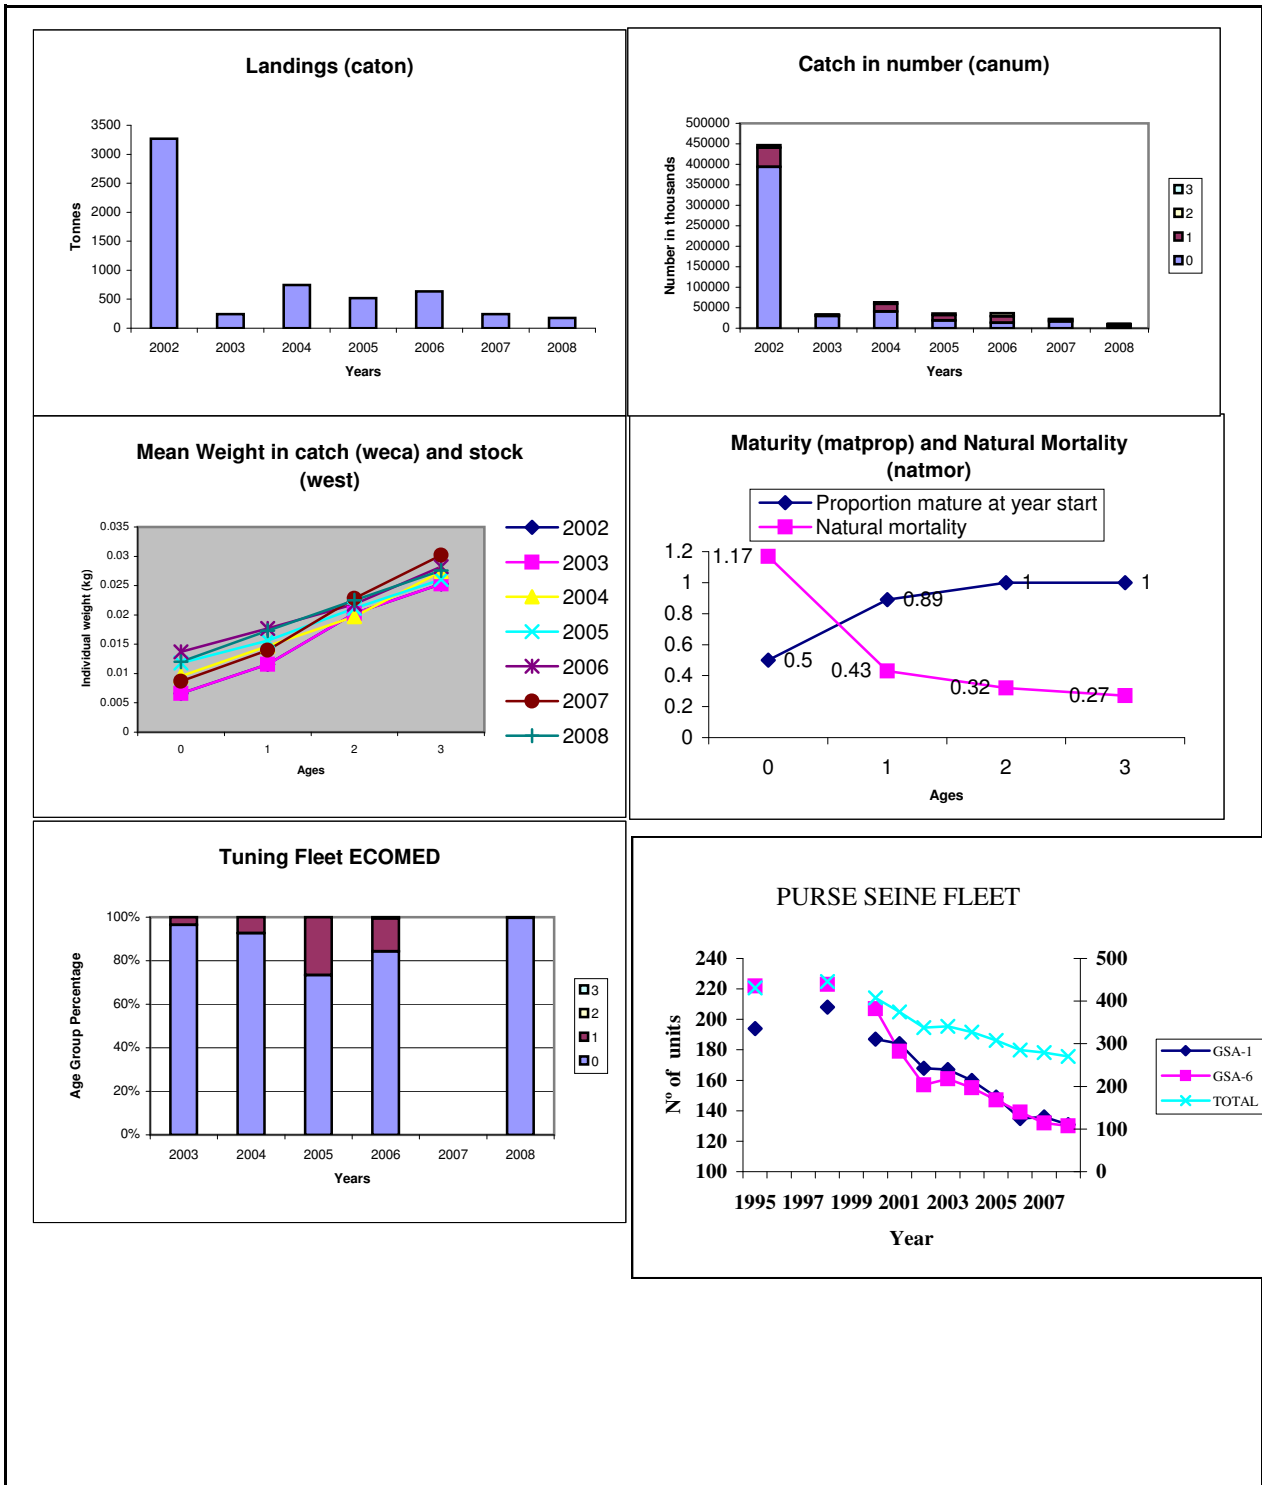 Landings (caton)
Tonnes
3500
3000
2500
2000
1500
1000
500
0
2002 2003 2004 2005 2006 2007 2008
Years
Catch in number (canum)
Number in thousands
500000
450000
400000
350000
300000
250000
200000
150000
100000
50000
0
2002 2003 2004 2005 2006 2007 2008
Years
3
2
1
0
Mean Weight in catch (weca) and stock
(west)
Individual weight (kg)
0.035
0.03
0.025
0.02
0.015
0.01
0.005
0
0 1 2 3
Ages
2002
2003
2004
2005
2006
2007
2008
Maturity (matprop) and Natural Mortality
(natmor)
Proportion mature at year start
Natural mortality
1.2
1
0.8
0.6
0.4
0.2
0
1.17
0.89
1
1
0.5
0.43
0.32
0.27
0 1 2 3
Ages
Tuning Fleet ECOMED
Age Group Percentage
100%
80%
60%
40%
20%
0%
2003 2004 2005 2006 2007 2008
Years
3
2
1
0
PURSE SEINE FLEET
Nº of units
240
220
200
180
160
140
120
100
500
400
300
200
100
0
1995 1997 1999 2001 2003 2005 2007
Year
GSA-1
GSA-6
TOTAL